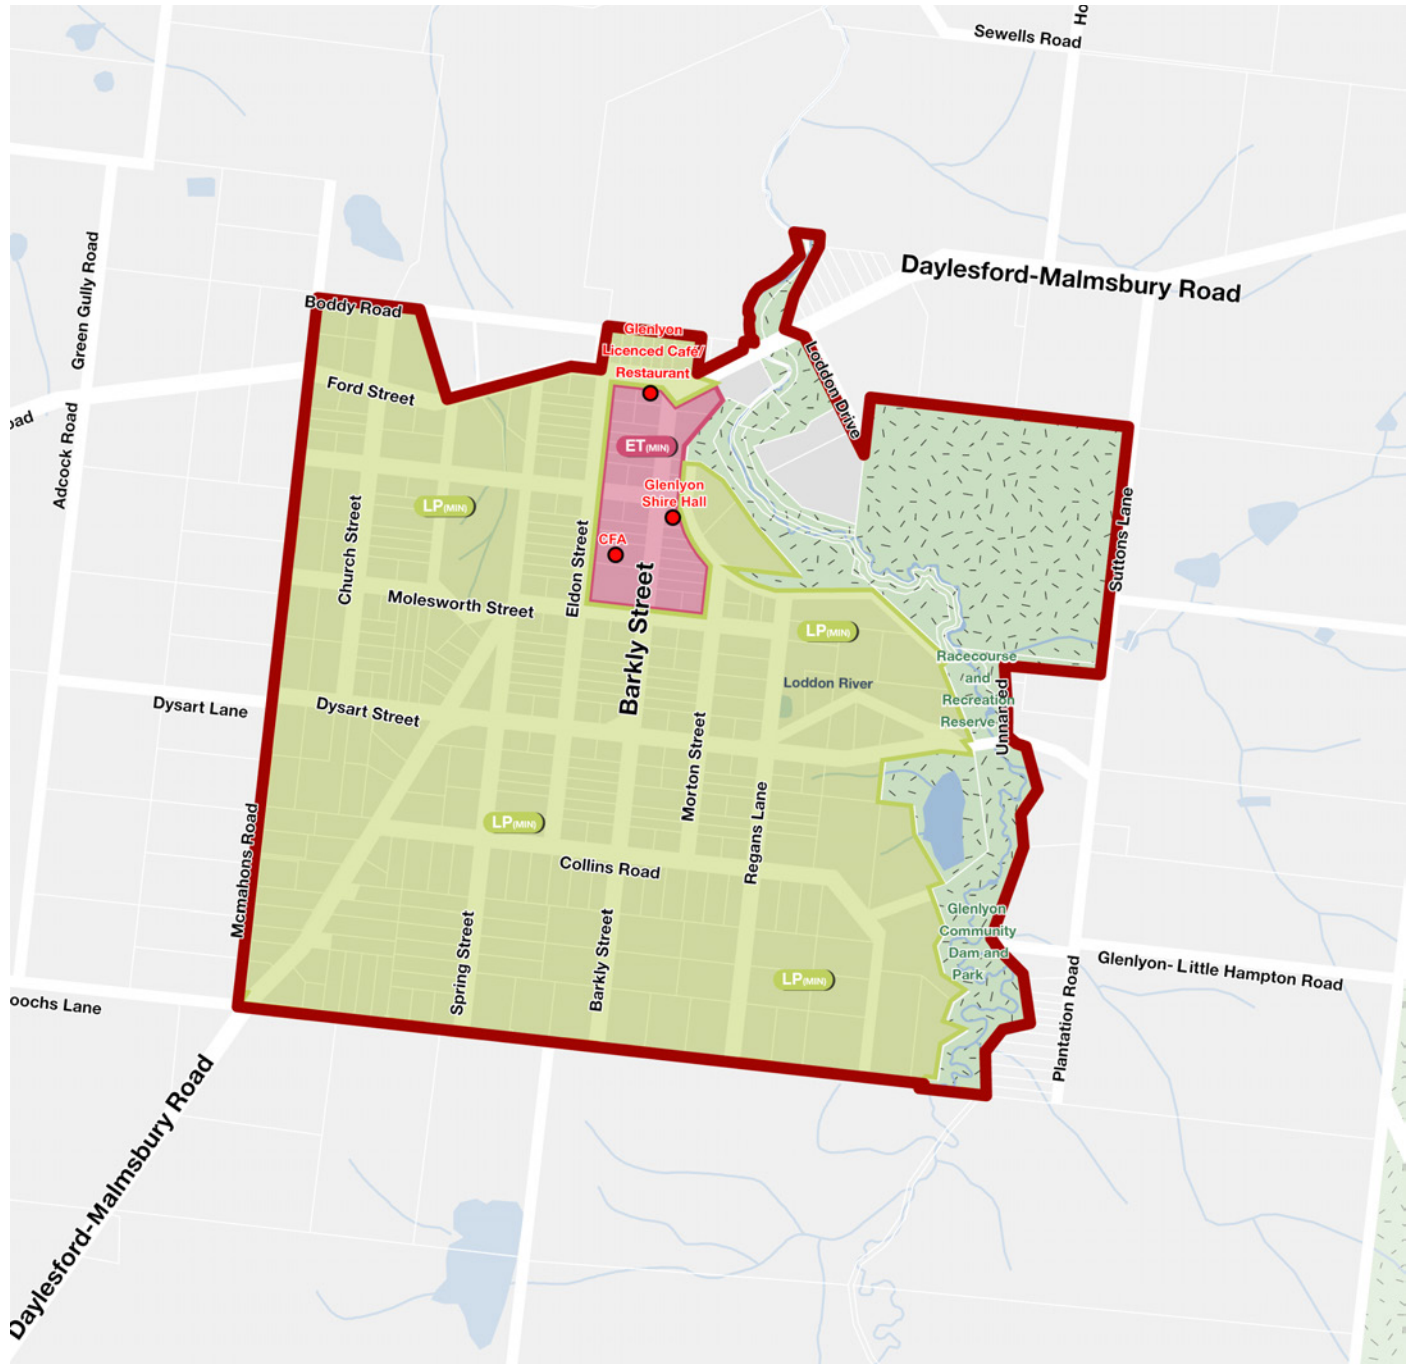 Ho
Sewells Road
Daylesford-Malmsbury Road
Green Gully Road
Boddy Road
Glenlyon
Licenced Café/
Restaurant
Loddon Drive
Ford Street
oad
Adcock Road
ET(MIN)
LP(MIN)
Glenlyon
Shire Hall
CFA
Church Street
Eldon Street
Suttons Lane
Molesworth Street
Barkly Street
LP(MIN)
Racecourse
and
Recreation
Reserve
Unnamed
Loddon River
Dysart Lane
Dysart Street
Morton Street
LP(MIN)
Regans Lane
Mcmahons Road
Collins Road
Spring Street
Barkly Street
LP(MIN)
Glenlyon
Community
Dam and
Park
Glenlyon- Little Hampton Road
Plantation Road
oochs Lane
Daylesford-Malmsbury Road